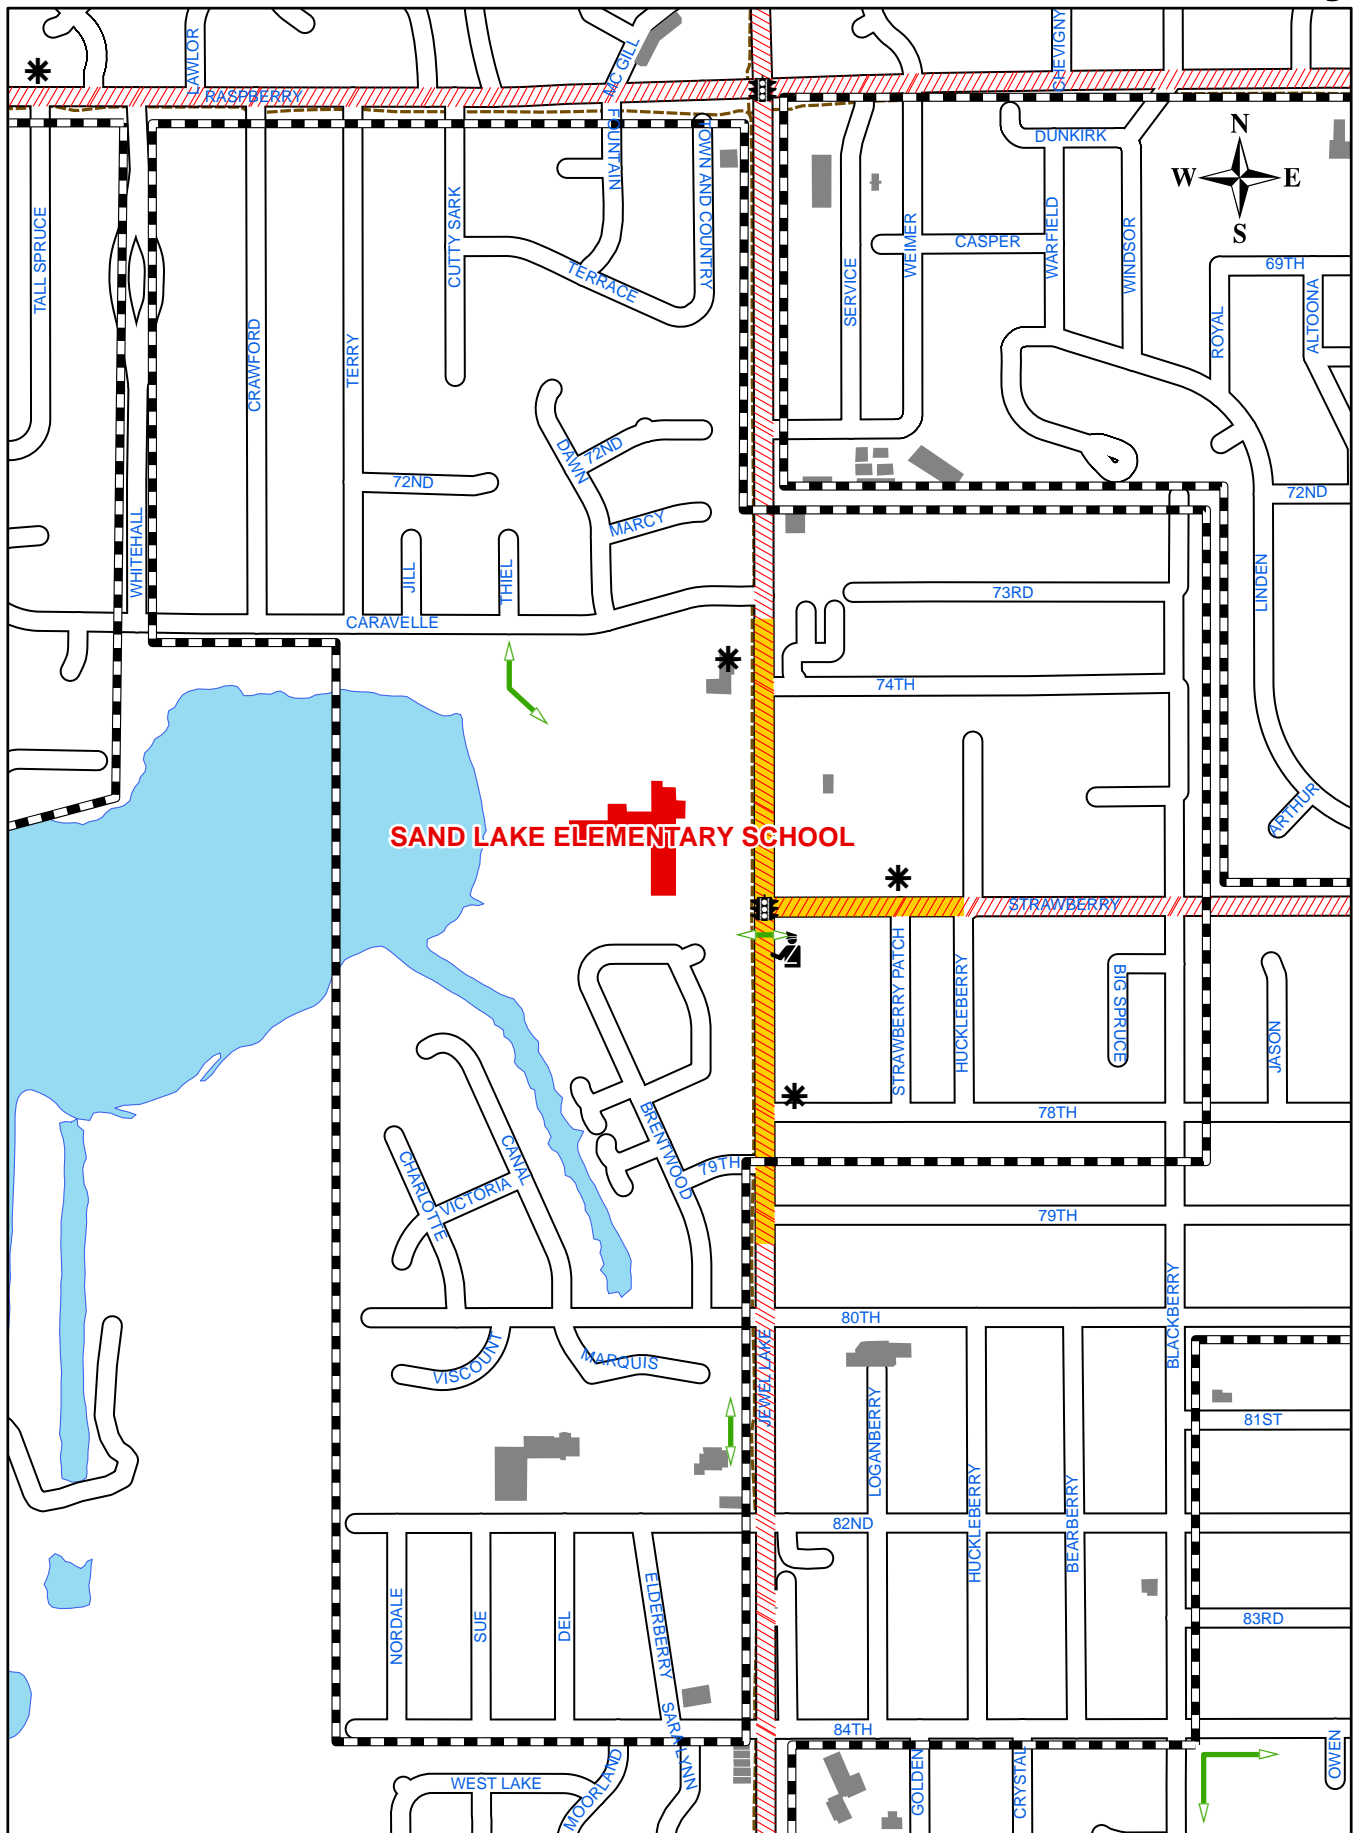 LAWLOR
MC GILL
CHEVIGNY
RASPBERRY
FOUNTAIN
TOWN AND COUNTRY
DUNKIRK
N
W
E
S
TALL SPRUCE
CUTTY SARK
TERRACE
SERVICE
WEIMER
CASPER
WARFIELD
WINDSOR
69TH
ROYAL
ALTOONA
CRAWFORD
TERRY
DAWN
72ND
72ND
72ND
MARCY
WHITEHALL
JILL
THIEL
CARAVELLE
73RD
LINDEN
74TH
ARTHUR
SAND LAKE ELEMENTARY SCHOOL
STRAWBERRY
STRAWBERRY PATCH
HUCKLEBERRY
BIG SPRUCE
JASON
78TH
BRENTWOOD
CANAL
CHARLOTTE
VICTORIA
79TH
79TH
BLACKBERRY
80TH
VISCOUNT
MARQUIS
JEWEL LAKE
LOGANBERRY
81ST
HUCKLEBERRY
BEARBERRY
82ND
NORDALE
SUE
DEL
ELDERBERRY
83RD
SARALYNN
84TH
WEST LAKE
MOORLAND
GOLDEN
CRYSTAL
OWEN